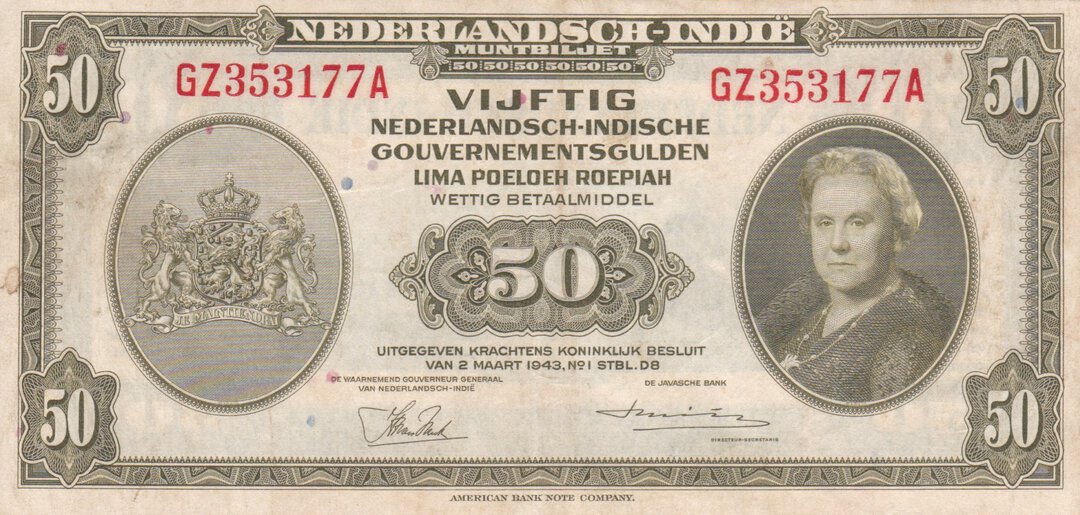 NEDERLANDSCH-INDIË
MUNTBILJET
50 50 50 50 50 50
50
50
GZ353177A
GZ353177A
VIJFTIG
NEDERLANDSCH-INDISCHE
GOUVERNEMENTSGULDEN
LIMA POELOEH ROEPIAH
WETTIG BETAALMIDDEL
50
JE MAINTIENDRAI
UITGEGEVEN KRACHTENS KONINKLIJK BESLUIT
VAN 2 MAART 1943, No 1 STBL. D8
DE WAARNEMEND GOUVERNEUR GENERAAL
VAN NEDERLANDSCH-INDIË
DE JAVASCHE BANK
DIRECTEUR-SECRETARIS
50
50
AMERICAN BANK NOTE COMPANY.